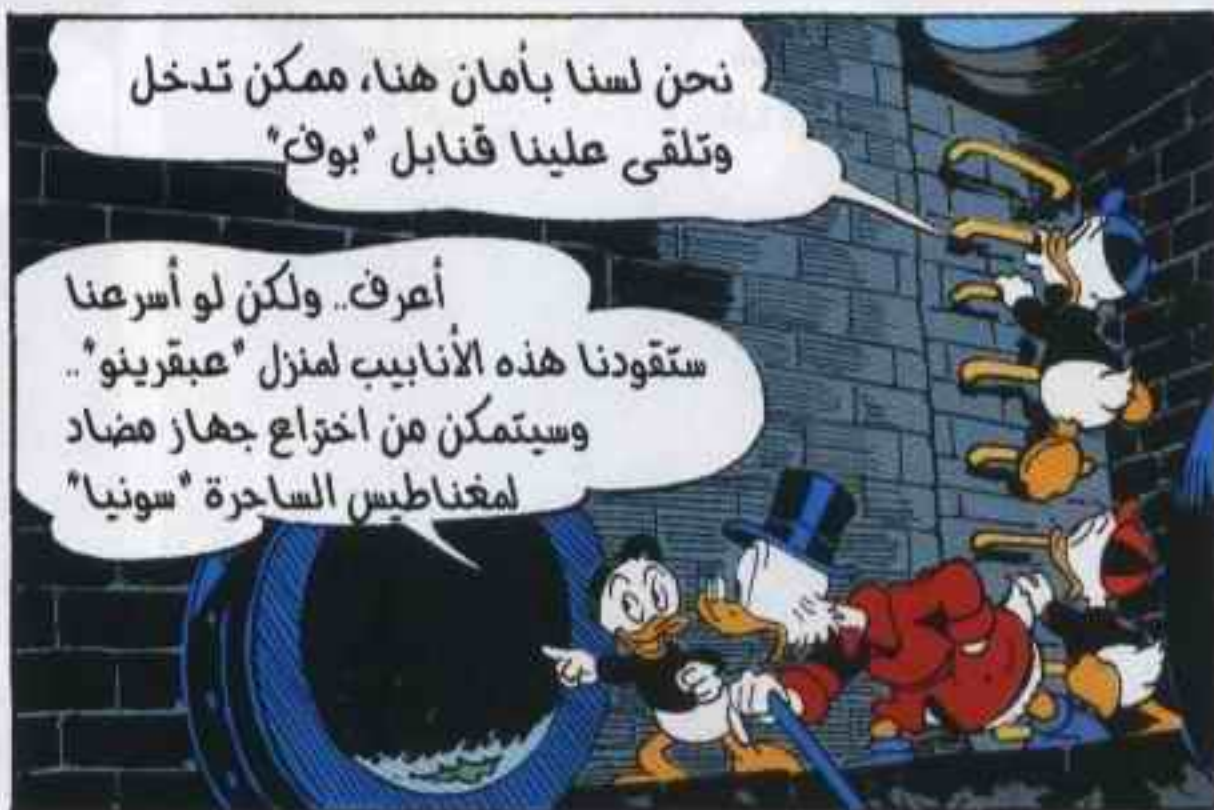 نحن لسنا بأمان هنا، ممكن تدخل
وتلقى علينا قنابل "بوف"
أعرف.. ولكن لو أسرعنا
ستقودنا هذه الأنابيب لمنزل "عبقرينو"..
وسيتمكن من اختراع جهاز مضاد
لمغناطيس الساحرة "سونيا"